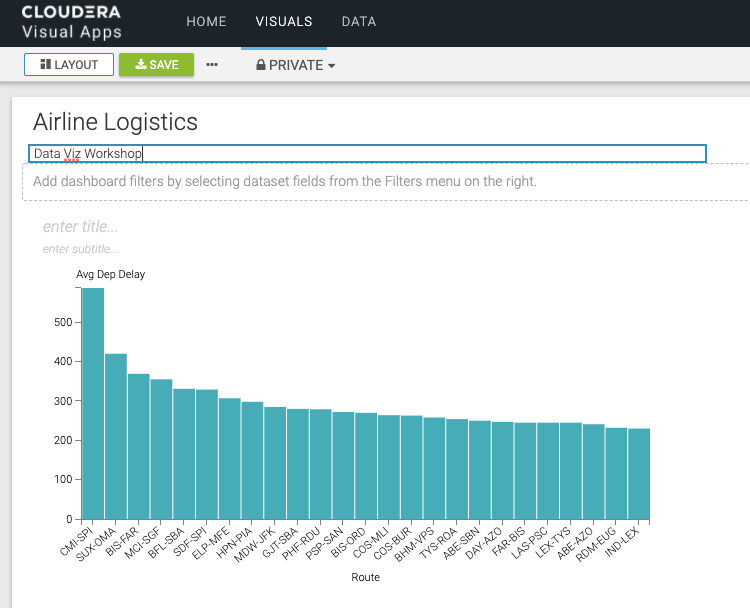 CLOUDERA
Visual Apps
HOME VISUALS DATA
LAYOUT SAVE ••• PRIVATE
Airline Logistics
Data Viz Workshop
Add dashboard filters by selecting dataset fields from the Filters menu on the right.
enter title...
enter subtitle...
Avg Dep Delay
500
400
300
200
100
0
CMI-SPI SUX-OMA BIS-FAR MCI-SGF BFL-SBA SDF-SPI ELP-MFE HPN-PIA MDW-JFK GJT-SBA PHF-RDU PSP-SAN BIS-ORD COS-MLI COS-BUR BHM-VPS TYS-ROA ABE-SBN DAY-AZO FAR-BIS LAS-PSC LEX-TYS ABE-AZO RDM-EUG IND-LEX
Route